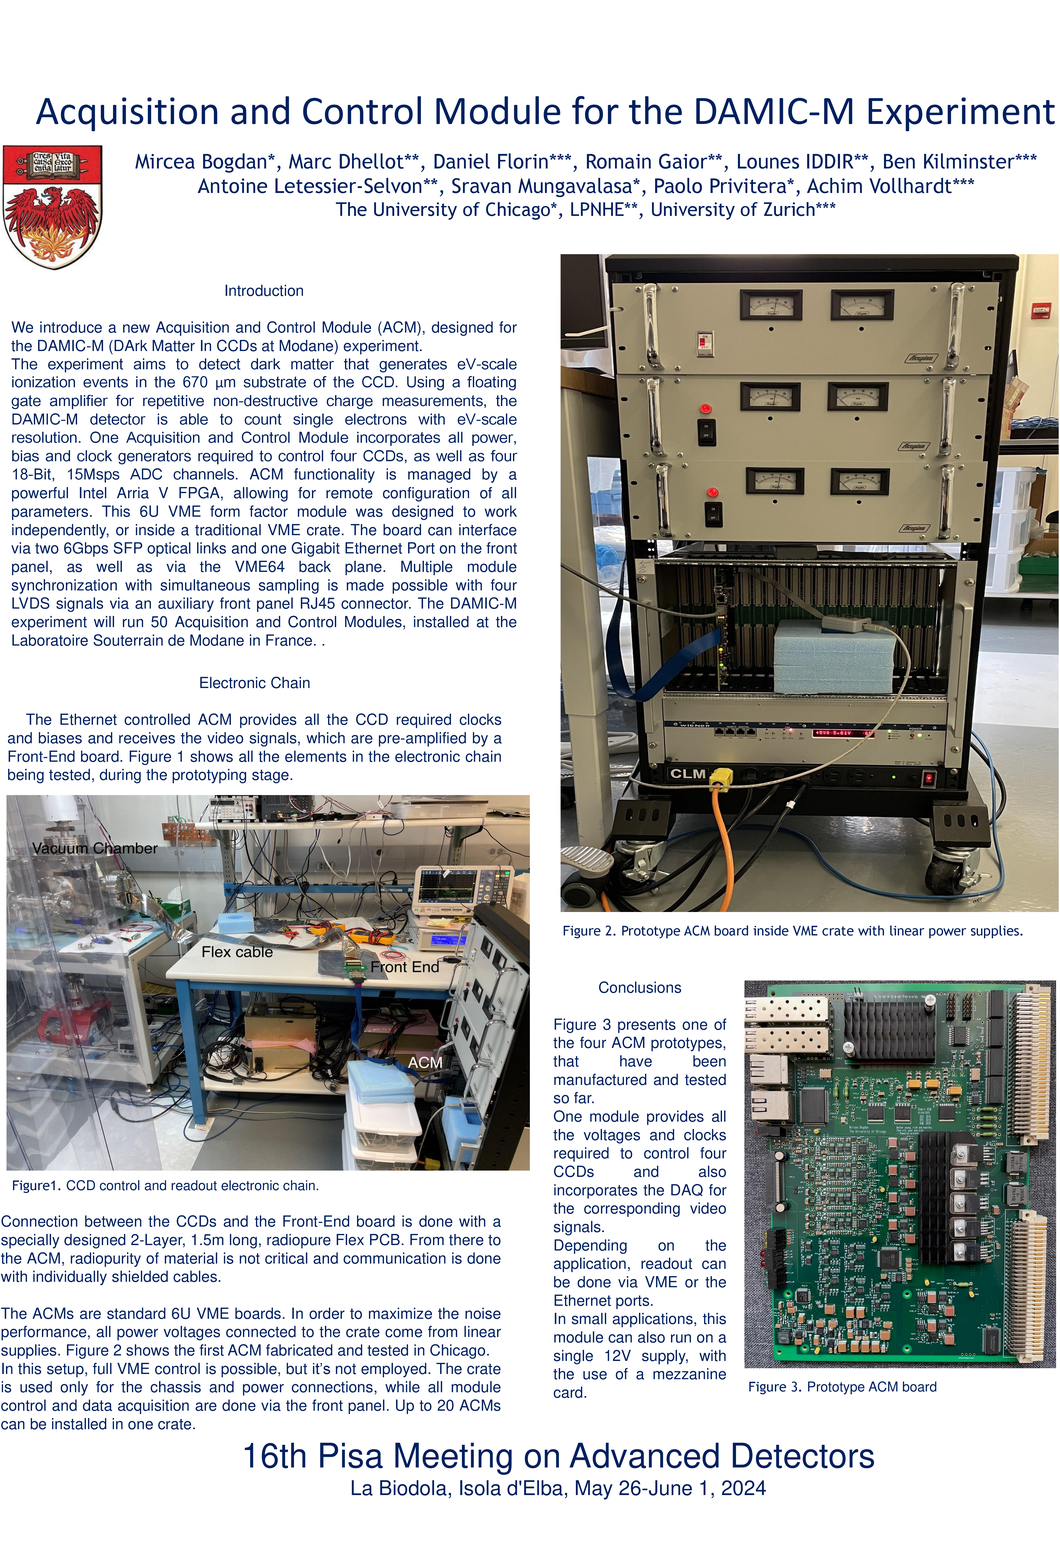 Acquisition and Control Module for the DAMIC-M Experiment
Crescat Scientia Vita Excolatur
Mircea Bogdan*, Marc Dhellot**, Daniel Florin***, Romain Gaior**, Lounes IDDIR**, Ben Kilminster***
Antoine Letessier-Selvon**, Sravan Mungavalasa*, Paolo Privitera*, Achim Vollhardt***
The University of Chicago*, LPNHE**, University of Zurich***
Introduction
We introduce a new Acquisition and Control Module (ACM), designed for
the DAMIC-M (DArk Matter In CCDs at Modane) experiment.
The experiment aims to detect dark matter that generates eV-scale
ionization events in the 670 μm substrate of the CCD. Using a floating
gate amplifier for repetitive non-destructive charge measurements, the
DAMIC-M detector is able to count single electrons with eV-scale
resolution. One Acquisition and Control Module incorporates all power,
bias and clock generators required to control four CCDs, as well as four
18-Bit, 15Msps ADC channels. ACM functionality is managed by a
powerful Intel Arria V FPGA, allowing for remote configuration of all
parameters. This 6U VME form factor module was designed to work
independently, or inside a traditional VME crate. The board can interface
via two 6Gbps SFP optical links and one Gigabit Ethernet Port on the front
panel, as well as via the VME64 back plane. Multiple module
synchronization with simultaneous sampling is made possible with four
LVDS signals via an auxiliary front panel RJ45 connector. The DAMIC-M
experiment will run 50 Acquisition and Control Modules, installed at the
Laboratoire Souterrain de Modane in France. .
Electronic Chain
The Ethernet controlled ACM provides all the CCD required clocks
and biases and receives the video signals, which are pre-amplified by a
Front-End board. Figure 1 shows all the elements in the electronic chain
being tested, during the prototyping stage.
Vacuum Chamber
Flex cable
Front End
ACM
Figure1. CCD control and readout electronic chain.
Connection between the CCDs and the Front-End board is done with a
specially designed 2-Layer, 1.5m long, radiopure Flex PCB. From there to
the ACM, radiopurity of material is not critical and communication is done
with individually shielded cables.
The ACMs are standard 6U VME boards. In order to maximize the noise
performance, all power voltages connected to the crate come from linear
supplies. Figure 2 shows the first ACM fabricated and tested in Chicago.
In this setup, full VME control is possible, but it's not employed. The crate
is used only for the chassis and power connections, while all module
control and data acquisition are done via the front panel. Up to 20 ACMs
can be installed in one crate.
Acopian
Acopian
Acopian
WIENER
CLM
Figure 2. Prototype ACM board inside VME crate with linear power supplies.
Conclusions
Figure 3 presents one of
the four ACM prototypes,
that have been
manufactured and tested
so far.
One module provides all
the voltages and clocks
required to control four
CCDs and also
incorporates the DAQ for
the corresponding video
signals.
Depending on the
application, readout can
be done via VME or the
Ethernet ports.
In small applications, this
module can also run on a
single 12V supply, with
the use of a mezzanine
card.
Figure 3. Prototype ACM board
16th Pisa Meeting on Advanced Detectors
La Biodola, Isola d'Elba, May 26-June 1, 2024